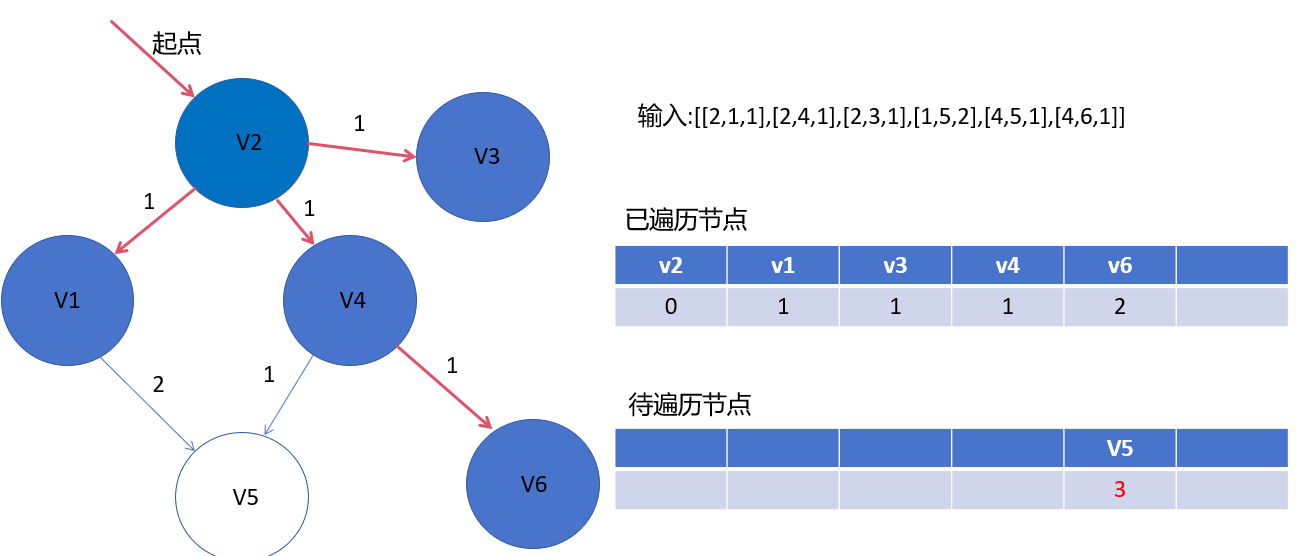 起点
V2
1
V3
1
1
V1
V4
2
1
1
V5
V6
输入:[[2,1,1],[2,4,1],[2,3,1],[1,5,2],[4,5,1],[4,6,1]]
已遍历节点
v2 v1 v3 v4 v6
0 1 1 1 2
待遍历节点
V5
3